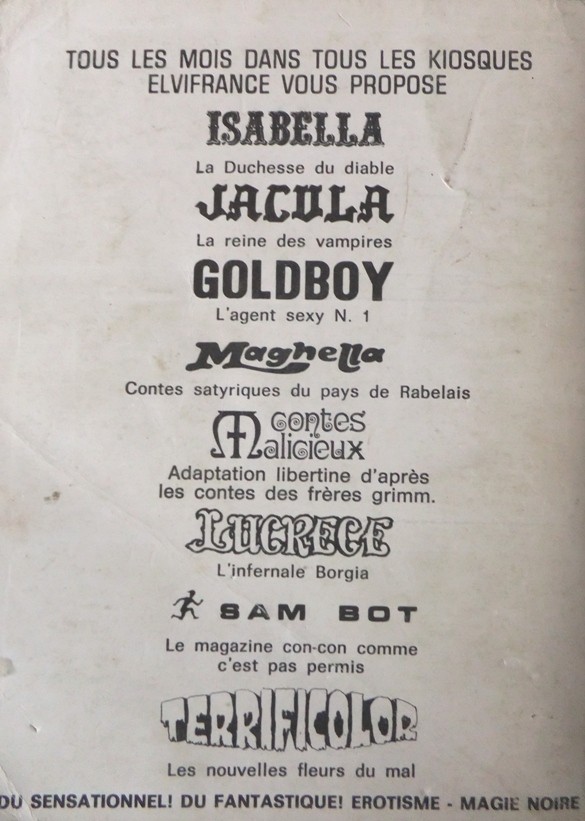 TOUS LES MOIS DANS TOUS LES KIOSQUES
ELVIFRANCE VOUS PROPOSE
ISABELLA
La Duchesse du diable
JACULA
La reine des vampires
GOLDBOY
L'agent sexy N. 1
Maghella
Contes satyriques du pays de Rabelais
contes
Malicieux
Adaptation libertine d'après
les contes des frères grimm.
LUCRECE
L'infernale Borgia
SAM BOT
Le magazine con-con comme
c'est pas permis
TERRIFICOLOR
Les nouvelles fleurs du mal
DU SENSATIONNEL! DU FANTASTIQUE! EROTISME - MAGIE NOIRE